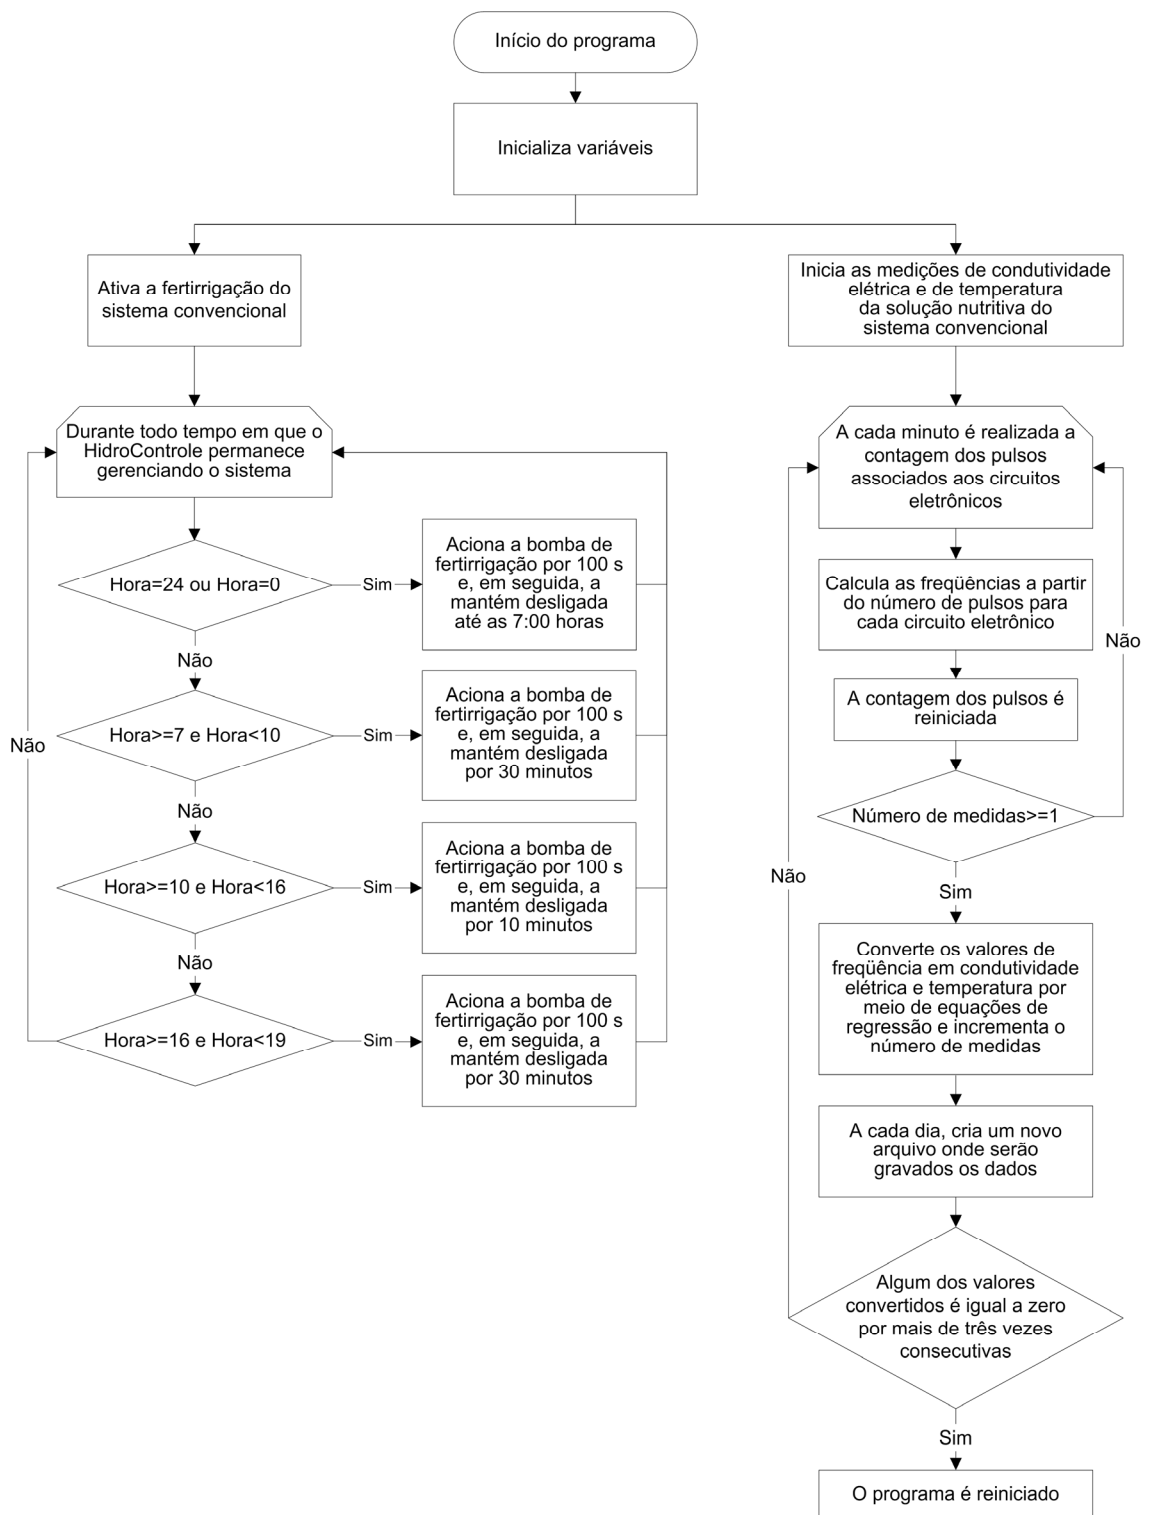 Início do programa
Inicializa variáveis
Ativa a fertirrigação do
sistema convencional
Durante todo tempo em que o
HidroControle permanece
gerenciando o sistema
Hora=24 ou Hora=0
Sim
Aciona a bomba de
fertirrigação por 100 s
e, em seguida, a
mantém desligada
até as 7:00 horas
Não
Hora>=7 e Hora<10
Sim
Aciona a bomba de
fertirrigação por 100 s
e, em seguida, a
mantém desligada
por 30 minutos
Não
Não
Hora>=10 e Hora<16
Sim
Aciona a bomba de
fertirrigação por 100 s
e, em seguida, a
mantém desligada
por 10 minutos
Não
Hora>=16 e Hora<19
Sim
Aciona a bomba de
fertirrigação por 100 s
e, em seguida, a
mantém desligada
por 30 minutos
Inicia as medições de condutividade
elétrica e de temperatura
da solução nutritiva do
sistema convencional
A cada minuto é realizada a
contagem dos pulsos
associados aos circuitos
eletrônicos
Calcula as freqüências a partir
do número de pulsos para
cada circuito eletrônico
Não
A contagem dos pulsos é
reiniciada
Número de medidas>=1
Não
Sim
Converte os valores de
freqüência em condutividade
elétrica e temperatura por
meio de equações de
regressão e incrementa o
número de medidas
A cada dia, cria um novo
arquivo onde serão
gravados os dados
Algum dos valores
convertidos é igual a zero
por mais de três vezes
consecutivas
Sim
O programa é reiniciado